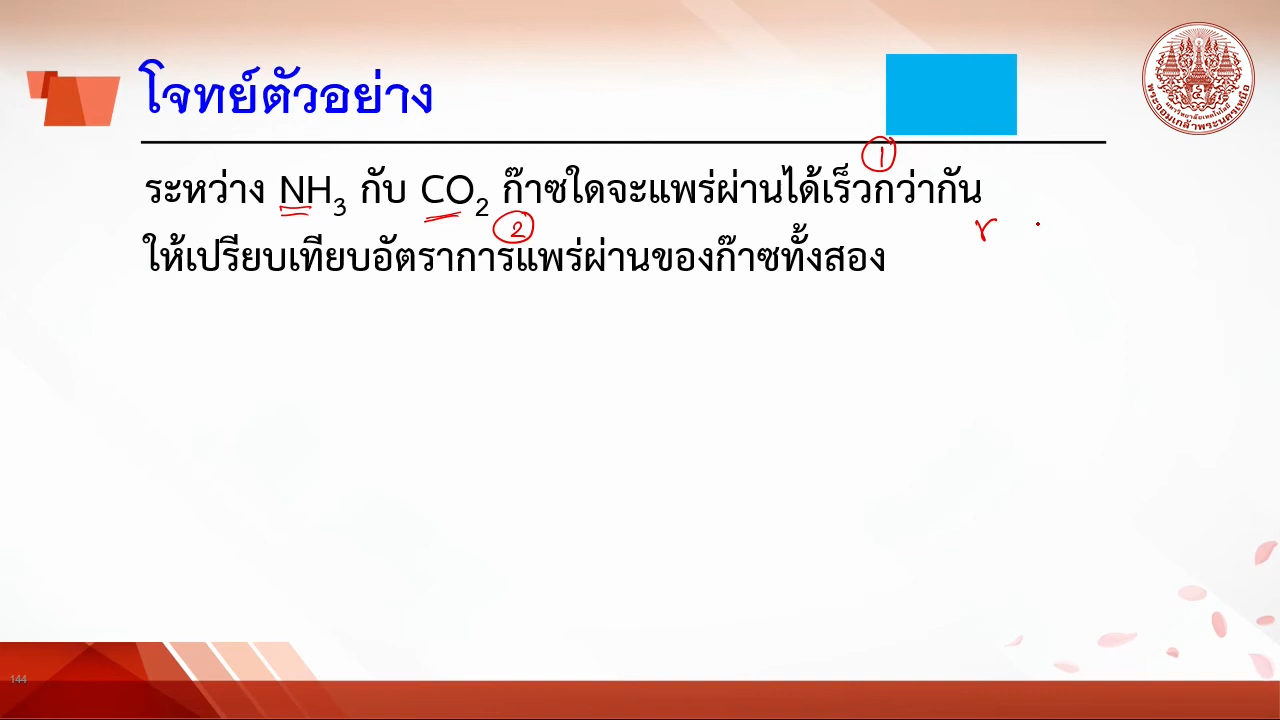 โจทย์ตัวอย่าง
①
ระหว่าง NH₃ กับ CO₂ ก๊าซใดจะแพร่ผ่านได้เร็วกว่ากัน
②
r
ให้เปรียบเทียบอัตราการแพร่ผ่านของก๊าซทั้งสอง
144